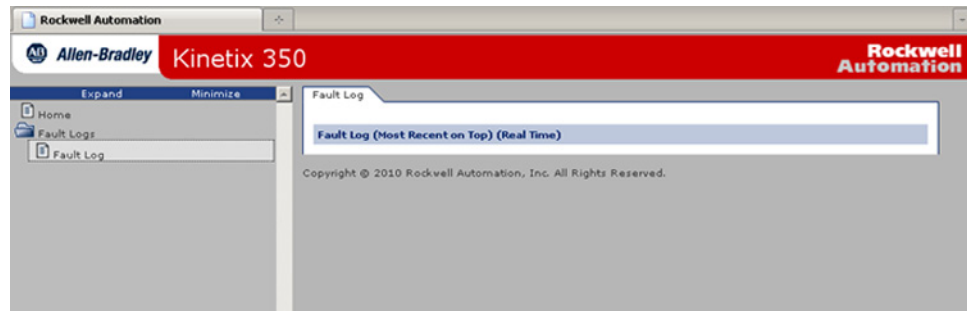 Rockwell Automation
AB Allen-Bradley
Kinetix 350
Rockwell
Automation
Expand Minimize
Home
Fault Logs
Fault Log
Fault Log
Fault Log (Most Recent on Top) (Real Time)
Copyright © 2010 Rockwell Automation, Inc. All Rights Reserved.